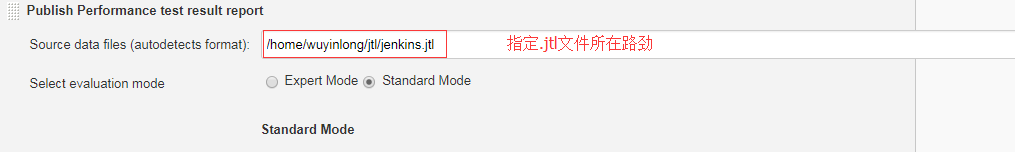 Publish Performance test result report
Source data files (autodetects format): /home/wuyinlong/jtl/jenkins.jtl 指定.jtl文件所在路劲
Select evaluation mode Expert Mode Standard Mode
Standard Mode